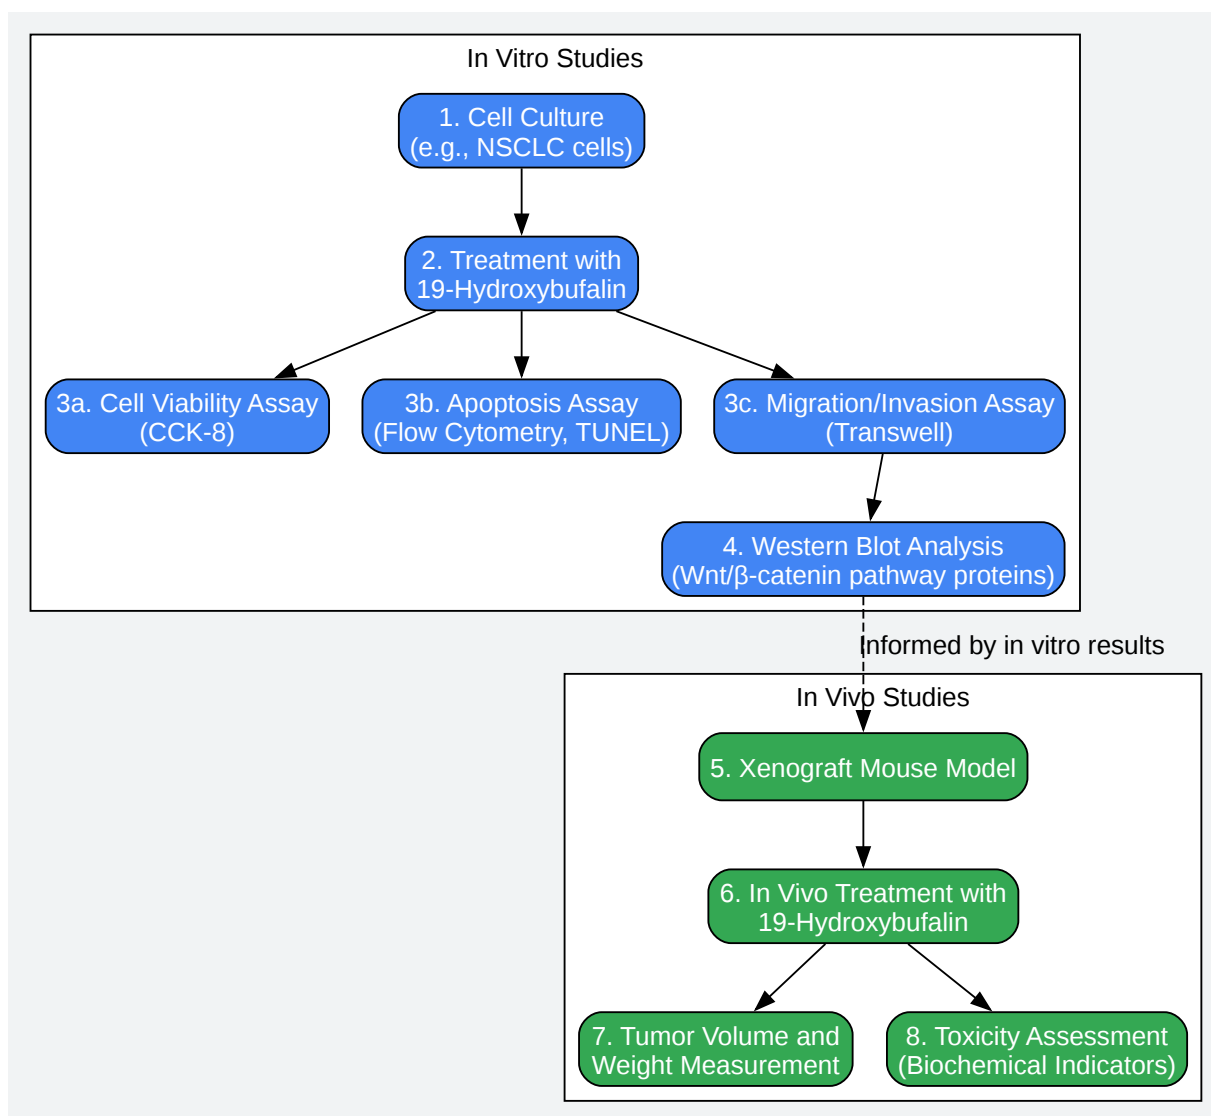 In Vitro Studies
1. Cell Culture
(e.g., NSCLC cells)
2. Treatment with
19-Hydroxybufalin
3a. Cell Viability Assay
(CCK-8)
3b. Apoptosis Assay
(Flow Cytometry, TUNEL)
3c. Migration/Invasion Assay
(Transwell)
4. Western Blot Analysis
(Wnt/β-catenin pathway proteins)
Informed by in vitro results
In Vivo Studies
5. Xenograft Mouse Model
6. In Vivo Treatment with
19-Hydroxybufalin
7. Tumor Volume and
Weight Measurement
8. Toxicity Assessment
(Biochemical Indicators)